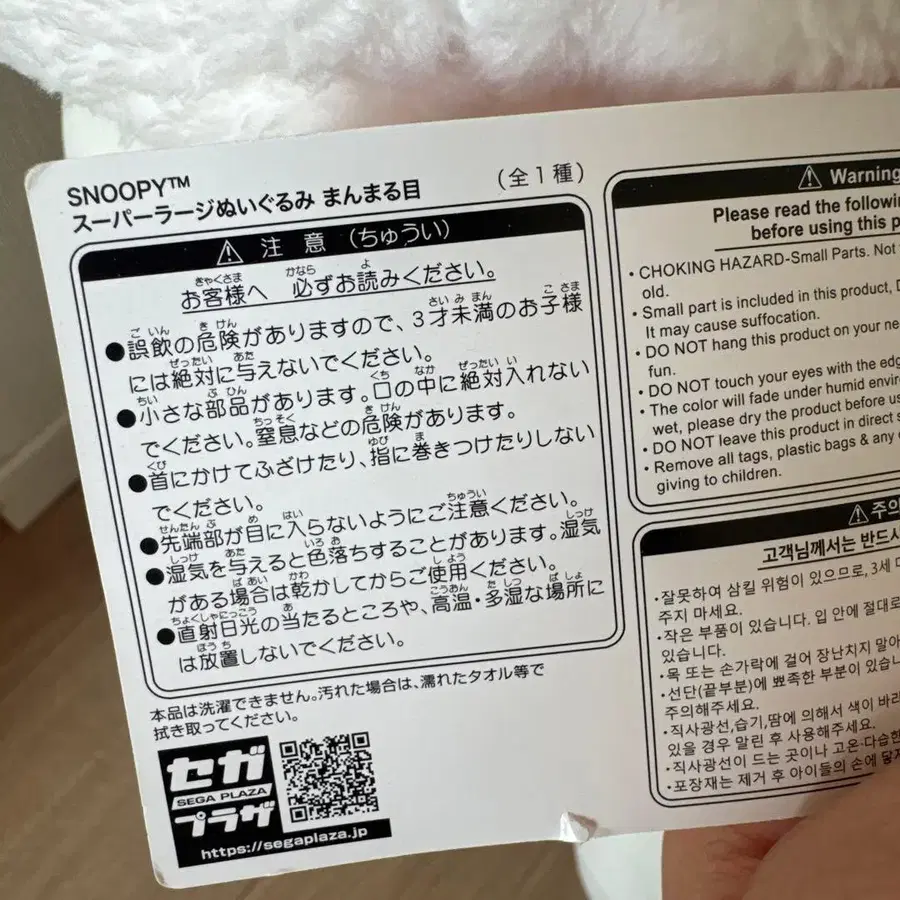 SNOOPY™
スーパーラージぬいぐるみ まんまる目
(全1種)
⚠ 注意 (ちゅうい)
お客様へ 必ずお読みください。
●誤飲の危険がありますので、3才未満のお子様
には絶対に与えないでください。
●小さな部品があります。口の中に絶対入れない
でください。窒息などの危険があります。
●首にかけてふざけたり、指に巻きつけたりしない
でください。
●先端部が目に入らないようにご注意ください。
●湿気を与えると色落ちすることがあります。湿気
がある場合は乾かしてからご使用ください。
●直射日光の当たるところや、高温・多湿な場所に
は放置しないでください。
本品は洗濯できません。汚れた場合は、濡れたタオル等で
拭き取ってください。
セガ
SEGA PLAZA
プラザ
https://segaplaza.jp
⚠ Warning
Please read the followin
before using this p
• CHOKING HAZARD-Small Parts. Not
old.
• Small part is included in this product, D
It may cause suffocation.
• DO NOT hang this product on your ne
fun.
• DO NOT touch your eyes with the edg
• The color will fade under humid enviro
wet, please dry the product before us
• DO NOT leave this product in direct s
• Remove all tags, plastic bags & any
giving to children.
⚠ 주의
고객님께서는 반드시
•잘못하여 삼킬 위험이 있으므로, 3세 미
주지 마세요.
•작은 부품이 있습니다. 입 안에 절대로
있습니다.
•목 또는 손가락에 걸어 장난치지 말아
•선단(끝부분)에 뾰족한 부분이 있습니
주의해주세요.
•직사광선,습기,땀에 의해서 색이 바라
있을 경우 말린 후 사용해주세요.
•직사광선이 드는 곳이나 고온·다습한
•포장재는 제거 후 아이들의 손에 닿지